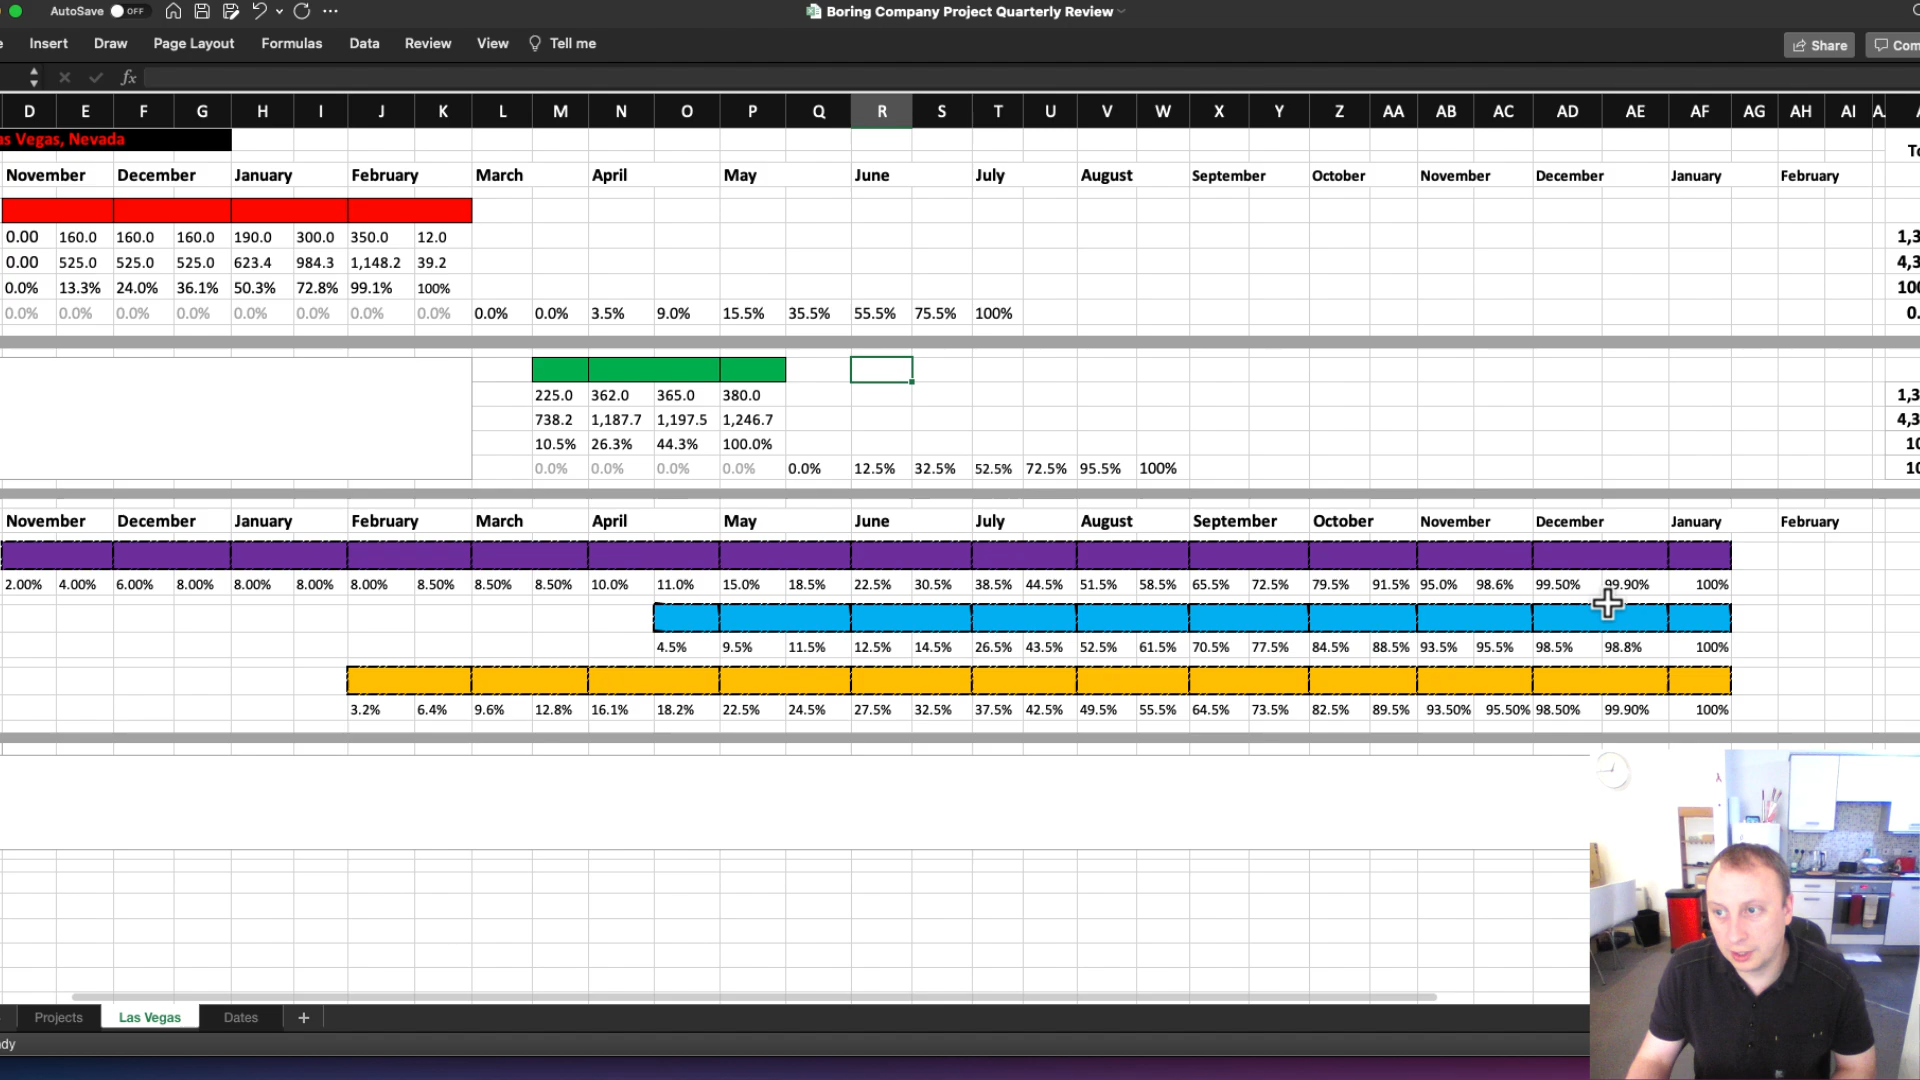 AutoSave OFF
Boring Company Project Quarterly Review
Insert Draw Page Layout Formulas Data Review View Tell me
Share
fx
D E F G H I J K L M N O P Q R S T U V W X Y Z AA AB AC AD AE AF AG AH AI
Vegas, Nevada
November December January February March April May June July August September October November December January February
0.00 160.0 160.0 160.0 190.0 300.0 350.0 12.0
0.00 525.0 525.0 525.0 623.4 984.3 1,148.2 39.2
0.0% 13.3% 24.0% 36.1% 50.3% 72.8% 99.1% 100%
0.0% 0.0% 0.0% 0.0% 0.0% 0.0% 0.0% 0.0% 0.0% 0.0% 3.5% 9.0% 15.5% 35.5% 55.5% 75.5% 100%
225.0 362.0 365.0 380.0
738.2 1,187.7 1,197.5 1,246.7
10.5% 26.3% 44.3% 100.0%
0.0% 0.0% 0.0% 0.0% 0.0% 12.5% 32.5% 52.5% 72.5% 95.5% 100%
November December January February March April May June July August September October November December January February
2.00% 4.00% 6.00% 8.00% 8.00% 8.00% 8.00% 8.50% 8.50% 8.50% 10.0% 11.0% 15.0% 18.5% 22.5% 30.5% 38.5% 44.5% 51.5% 58.5% 65.5% 72.5% 79.5% 91.5% 95.0% 98.6% 99.50% 99.90% 100%
4.5% 9.5% 11.5% 12.5% 14.5% 26.5% 43.5% 52.5% 61.5% 70.5% 77.5% 84.5% 88.5% 93.5% 95.5% 98.5% 98.8% 100%
3.2% 6.4% 9.6% 12.8% 16.1% 18.2% 22.5% 24.5% 27.5% 32.5% 37.5% 42.5% 49.5% 55.5% 64.5% 73.5% 82.5% 89.5% 93.50% 95.50% 98.50% 99.90% 100%
Projects Las Vegas Dates